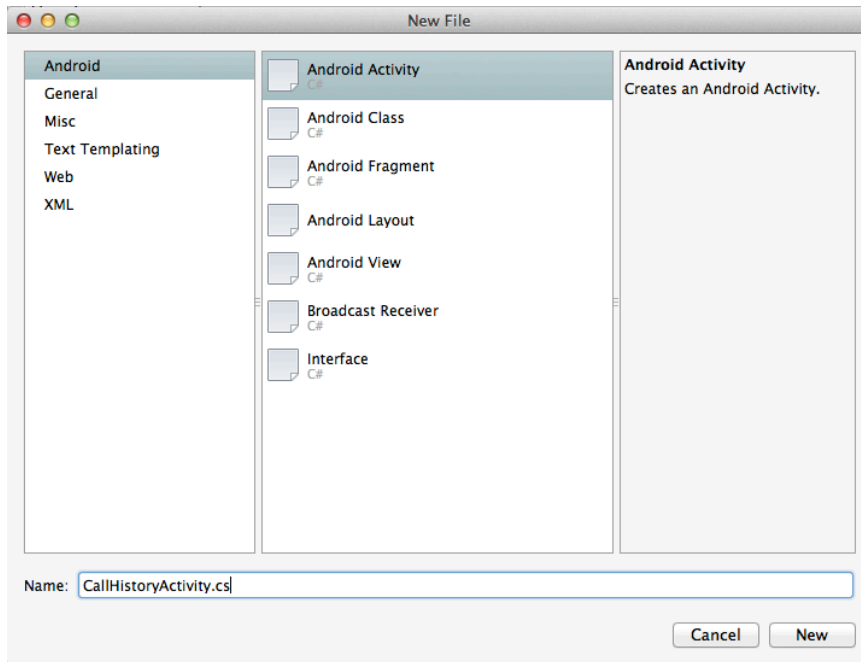 New File
Android
General
Misc
Text Templating
Web
XML
Android Activity
C#
Android Class
C#
Android Fragment
C#
Android Layout
Android View
C#
Broadcast Receiver
C#
Interface
C#
Android Activity
Creates an Android Activity.
Name: CallHistoryActivity.cs
Cancel New